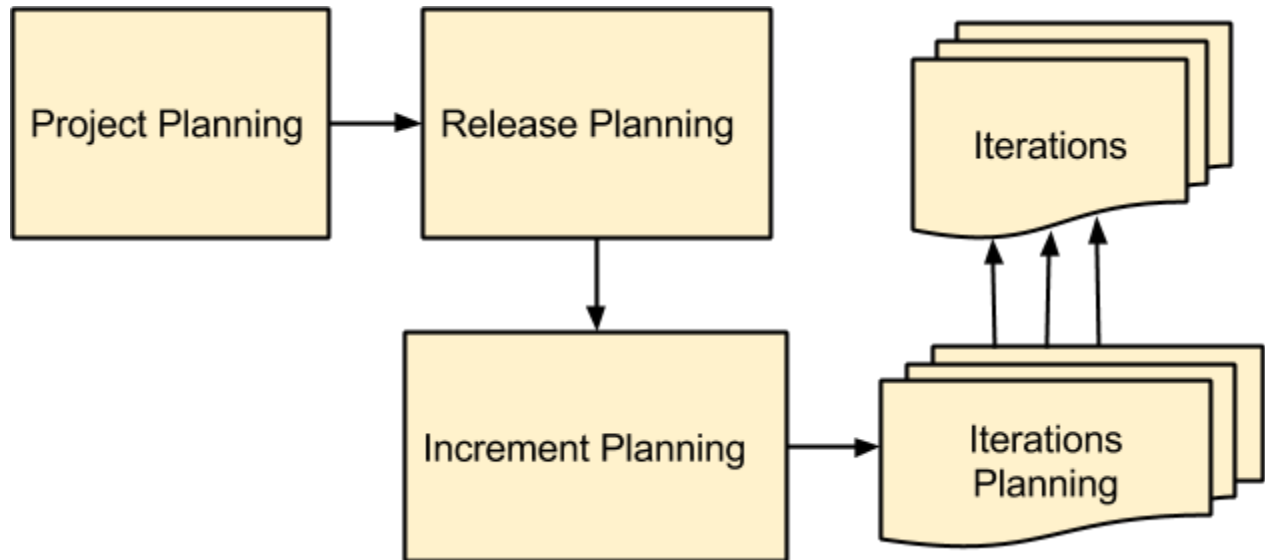 Project Planning
Release Planning
Iterations
Increment Planning
Iterations
Planning